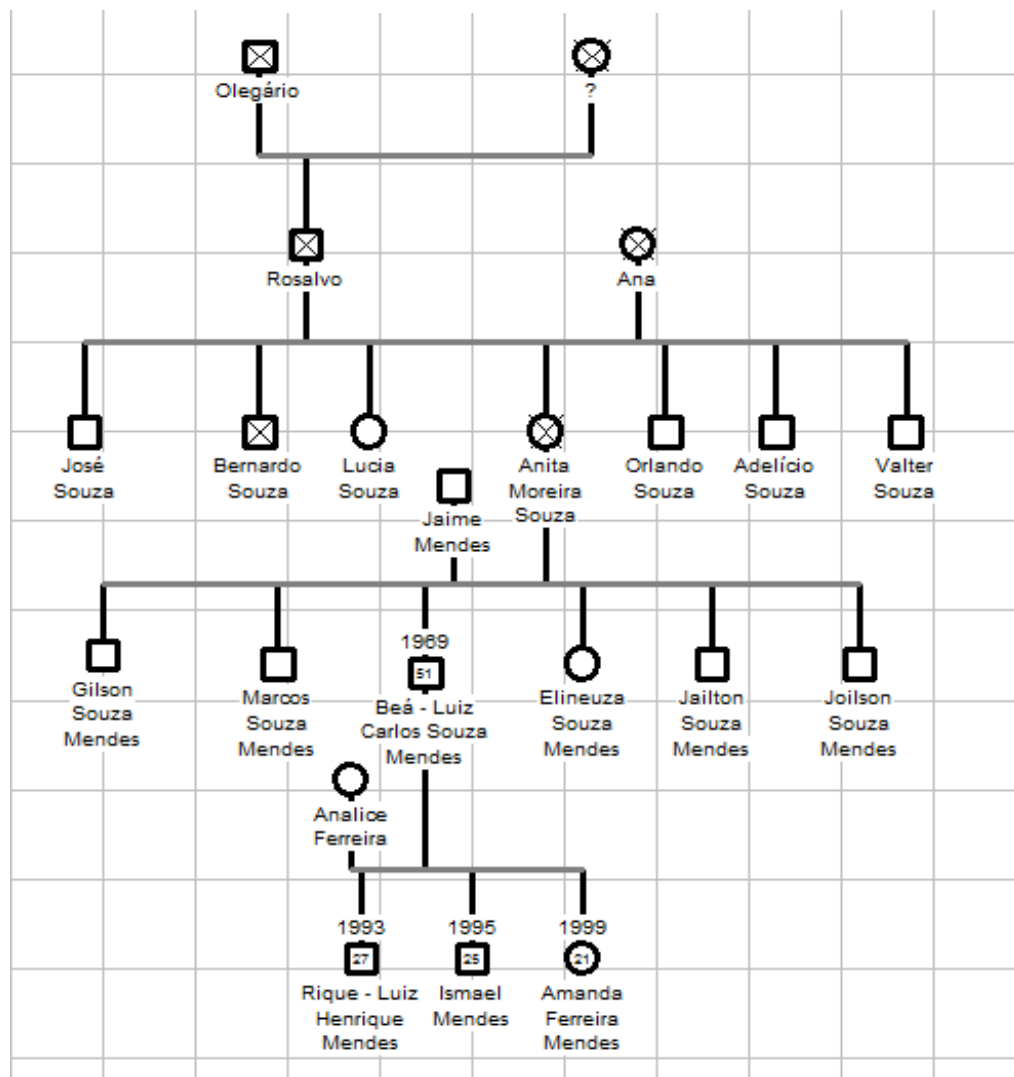 Olegário
?
Rosalvo
Ana
José
Souza
Bernardo
Souza
Lucia
Souza
Anita
Moreira
Souza
Orlando
Souza
Adelício
Souza
Valter
Souza
Jaime
Mendes
Gilson
Souza
Mendes
Marcos
Souza
Mendes
1969
51
Beá - Luiz
Carlos Souza
Mendes
Elineuza
Souza
Mendes
Jailton
Souza
Mendes
Joilson
Souza
Mendes
Analice
Ferreira
1993
27
Rique - Luiz
Henrique
Mendes
1995
25
Ismael
Mendes
1999
21
Amanda
Ferreira
Mendes